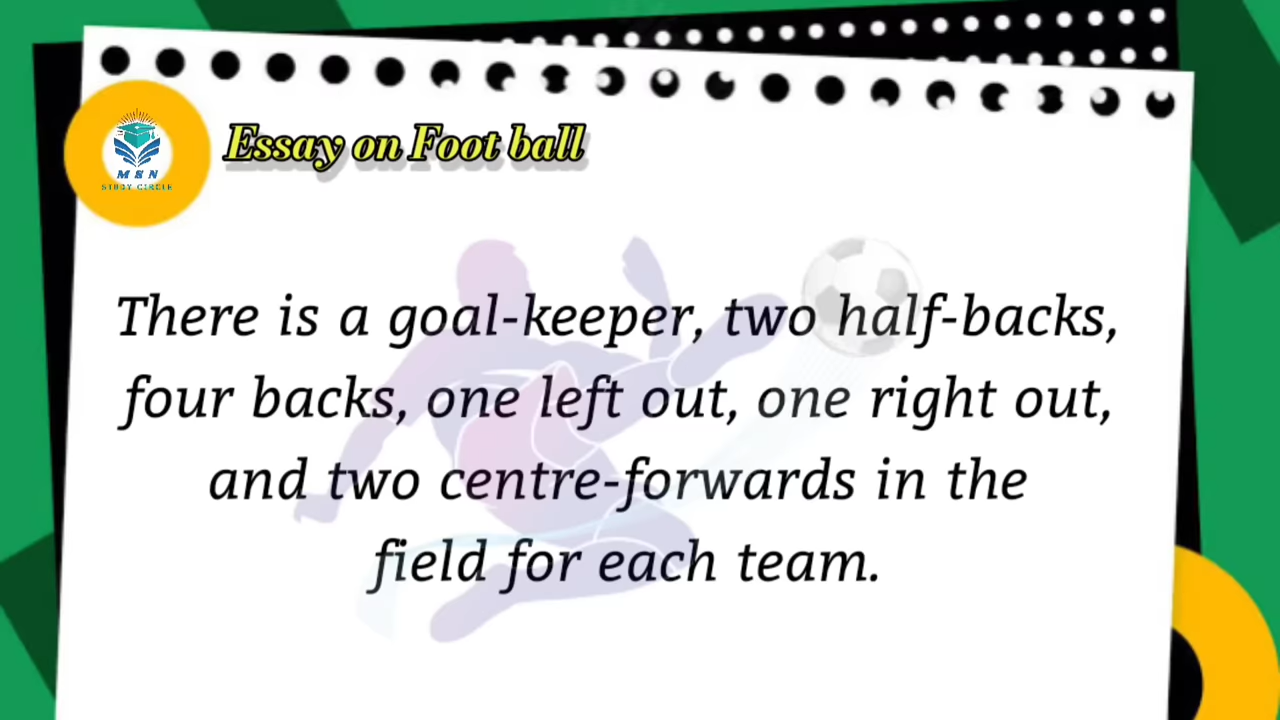 Essay on Foot ball
M S N
STUDY CIRCLE
There is a goal-keeper, two half-backs,
four backs, one left out, one right out,
and two centre-forwards in the
field for each team.